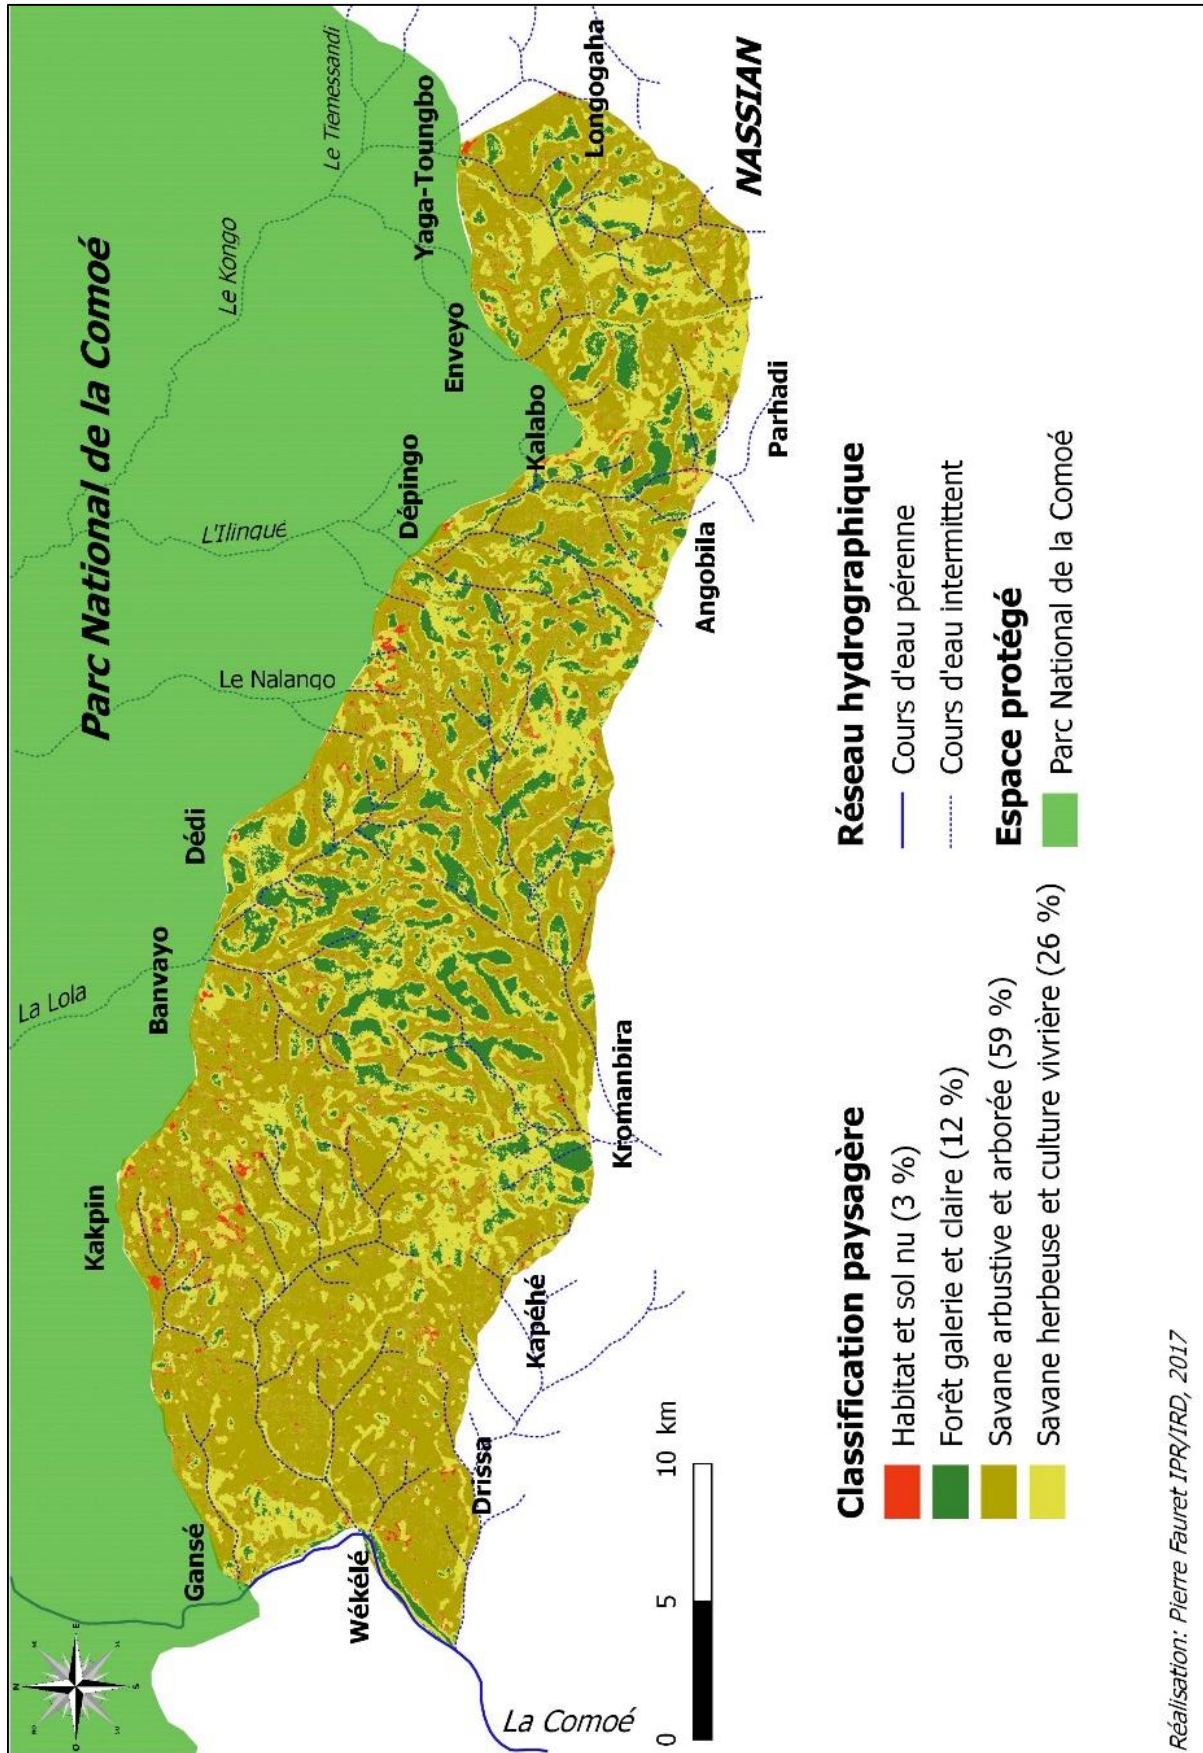 Parc National de la Comoé
Le Tiemessandi
Le Kongo
L'Ilinqué
Le Nalanqo
La Lola
Yaga-Toungbo
Longogaha
NASSIAN
Enveyo
Kalabo
Dépingo
Parhadi
Angobila
Dédi
Banvayo
Kromanbira
Kakpin
Kapéhé
Drissa
Gansé
Wékélé
La Comoé
N
E
S
O
0 5 10 km
Classification paysagère
Habitat et sol nu (3 %)
Forêt galerie et claire (12 %)
Savane arbustive et arborée (59 %)
Savane herbeuse et culture vivrière (26 %)
Réseau hydrographique
Cours d'eau pérenne
Cours d'eau intermittent
Espace protégé
Parc National de la Comoé
Réalisation: Pierre Fauret IPR/IRD, 2017